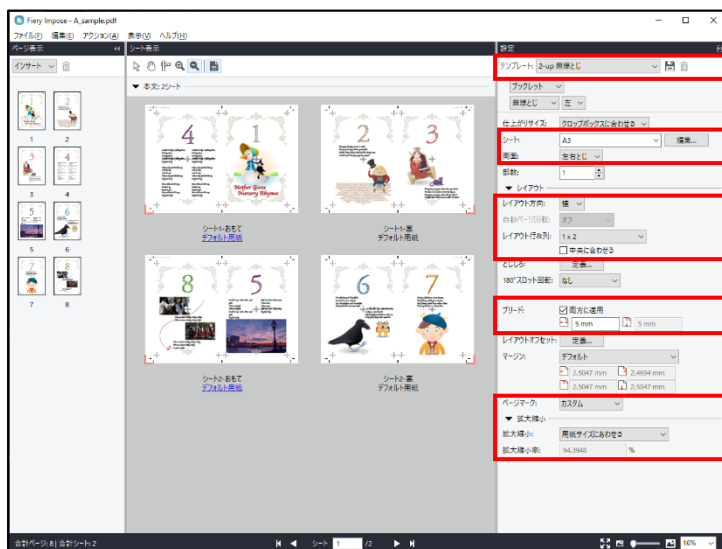 Fiery Impose - A_sample.pdf
ファイル(F) 編集(E) アクション(A) 表示(V) ヘルプ(H)
ページ表示
シート表示
設定
インサート
テンプレート: 2-up 無線とじ
本文: 2シート
ブックレット
無線とじ 左
仕上がりサイズ: クロップボックスに合わせる
シート: A3 編集...
両面: 左右とじ
部数: 1
レイアウト
レイアウト方向: 横
自動ページ回転: オフ
レイアウト行&列: 1 x 2
中央に合わせる
とじしろ: 定義...
180°スロット回転: なし
ブリード: 両方に適用
5 mm 5 mm
レイアウトオフセット: 定義...
マージン: デフォルト
2.5047 mm 2.4694 mm
2.5047 mm 2.5047 mm
ページマーク: カスタム
拡大縮小
拡大縮小: 用紙サイズにあわせる
拡大縮小率: 94.3948 %
1 2
3 4
5 6
7 8
4 1
Mother Goose
Nursery Rhymes
2 3
シート1-おもて
デフォルト用紙
シート1-裏
デフォルト用紙
8 5
6 7
シート2-おもて
デフォルト用紙
シート2-裏
デフォルト用紙
合計ページ: 8 | 合計シート: 2
シート 1 /2
16%